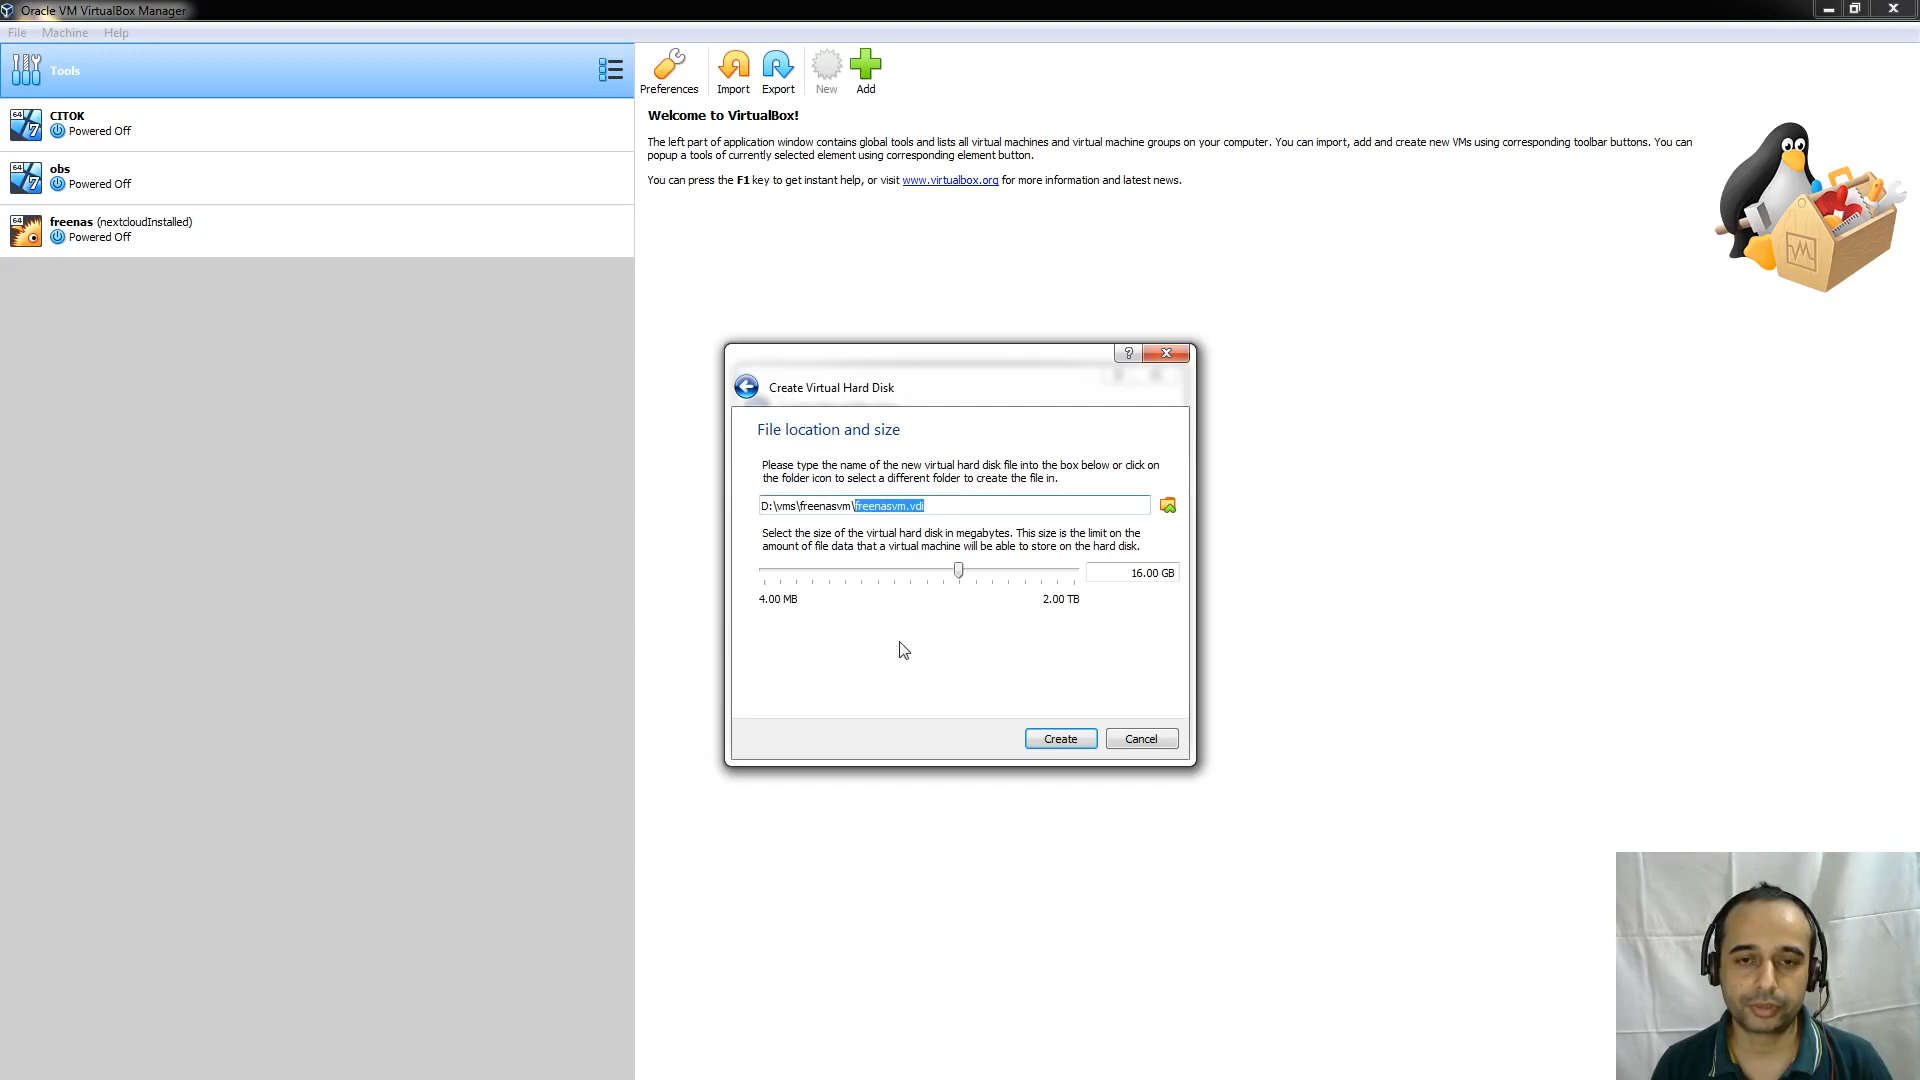 Oracle VM VirtualBox Manager
File Machine Help
Tools
Preferences Import Export New Add
CITOK
Powered Off
obs
Powered Off
freenas (nextcloudInstalled)
Powered Off
Welcome to VirtualBox!
The left part of application window contains global tools and lists all virtual machines and virtual machine groups on your computer. You can import, add and create new VMs using corresponding toolbar buttons. You can
popup a tools of currently selected element using corresponding element button.
You can press the F1 key to get instant help, or visit www.virtualbox.org for more information and latest news.
Create Virtual Hard Disk
File location and size
Please type the name of the new virtual hard disk file into the box below or click on
the folder icon to select a different folder to create the file in.
D:\vms\freenasvm\freenasvm.vdi
Select the size of the virtual hard disk in megabytes. This size is the limit on the
amount of file data that a virtual machine will be able to store on the hard disk.
16.00 GB
4.00 MB 2.00 TB
Create Cancel